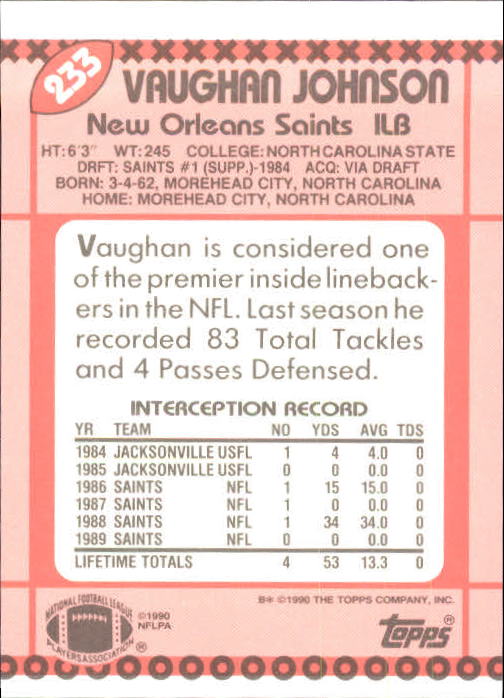 233
VAUGHAN JOHNSON
New Orleans Saints ILB
HT:6'3" WT:245 COLLEGE:NORTH CAROLINA STATE
DRFT: SAINTS #1 (SUPP.)-1984 ACQ: VIA DRAFT
BORN: 3-4-62, MOREHEAD CITY, NORTH CAROLINA
HOME: MOREHEAD CITY, NORTH CAROLINA
Vaughan is considered one
of the premier inside lineback-
ers in the NFL. Last season he
recorded 83 Total Tackles
and 4 Passes Defensed.
INTERCEPTION RECORD
YR TEAM NO YDS AVG TDS
1984 JACKSONVILLE USFL 1 4 4.0 0
1985 JACKSONVILLE USFL 0 0 0.0 0
1986 SAINTS NFL 1 15 15.0 0
1987 SAINTS NFL 1 0 0.0 0
1988 SAINTS NFL 1 34 34.0 0
1989 SAINTS NFL 0 0 0.0 0
LIFETIME TOTALS 4 53 13.3 0
NATIONAL FOOTBALL LEAGUE
PLAYERS ASSOCIATION ®
©1990
NFLPA
B* ©1990 THE TOPPS COMPANY, INC.
topps®